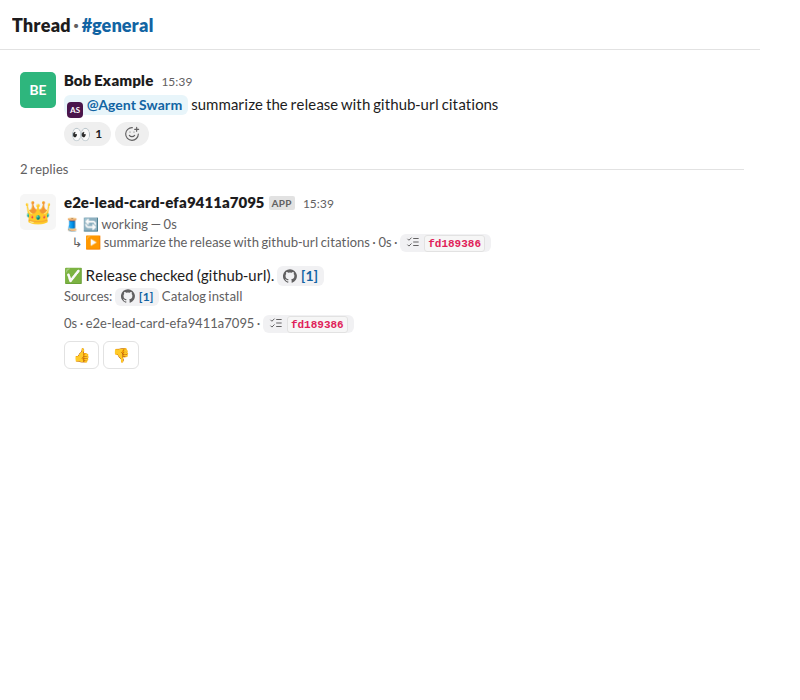 Thread · #general
BE
Bob Example 15:39
AS @Agent Swarm summarize the release with github-url citations
👀 1
2 replies
e2e-lead-card-efa9411a7095 APP 15:39
🧵 🔄 working — 0s
↳ ▶️ summarize the release with github-url citations · 0s · fd189386
✅ Release checked (github-url). [1]
Sources: [1] Catalog install
0s · e2e-lead-card-efa9411a7095 · fd189386
👍 👎